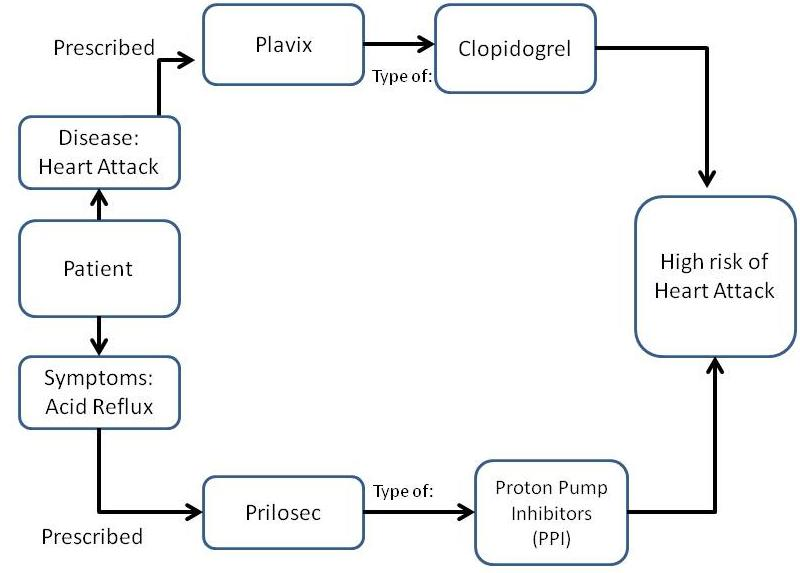 Prescribed
Plavix
Type of:
Clopidogrel
Disease:
Heart Attack
Patient
High risk of
Heart Attack
Symptoms:
Acid Reflux
Prescribed
Prilosec
Type of:
Proton Pump
Inhibitors
(PPI)